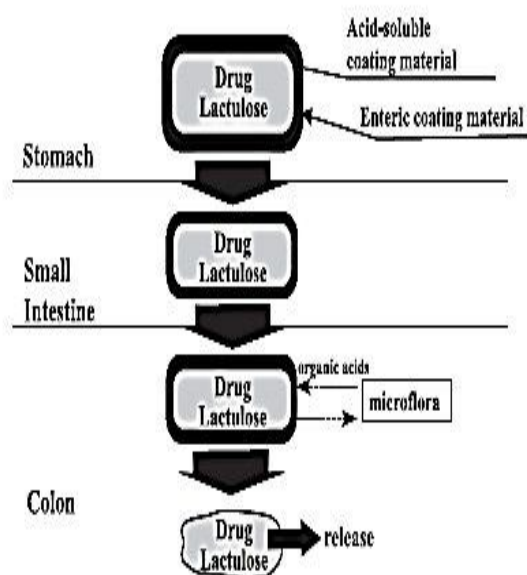 Acid-soluble
coating material
Drug
Lactulose
Enteric coating material
Stomach
Drug
Lactulose
Small
Intestine
organic acids
Drug
Lactulose
microflora
Colon
Drug
Lactulose
release